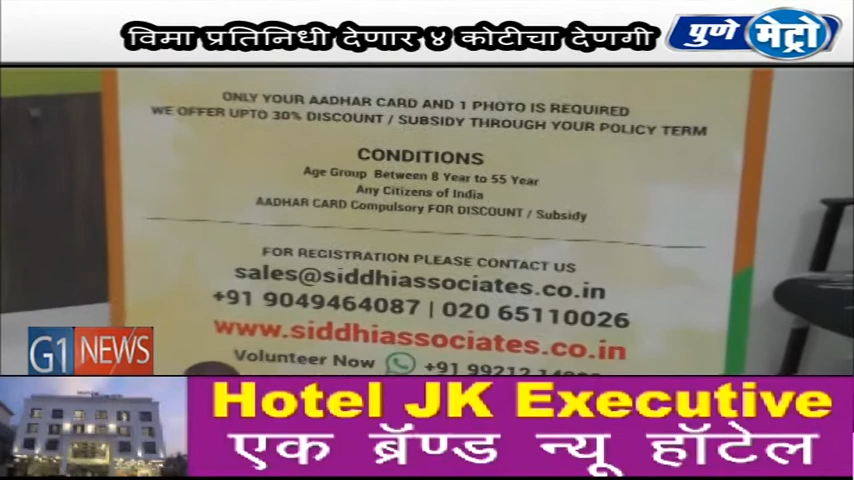 विमा प्रतिनिधी देणार ४ कोटीचा देणगी
पुणे मेट्रो
ONLY YOUR AADHAR CARD AND 1 PHOTO IS REQUIRED
WE OFFER UPTO 30% DISCOUNT / SUBSIDY THROUGH YOUR POLICY TERM
CONDITIONS
Age Group Between 8 Year to 55 Year
Any Citizens of India
AADHAR CARD Compulsory FOR DISCOUNT / Subsidy
FOR REGISTRATION PLEASE CONTACT US
sales@siddhiassociates.co.in
+91 9049464087 | 020 65110026
www.siddhiassociates.co.in
Volunteer Now +91 99212
G1 NEWS
Hotel JK Executive
एक ब्रॅण्ड न्यू हॉटेल